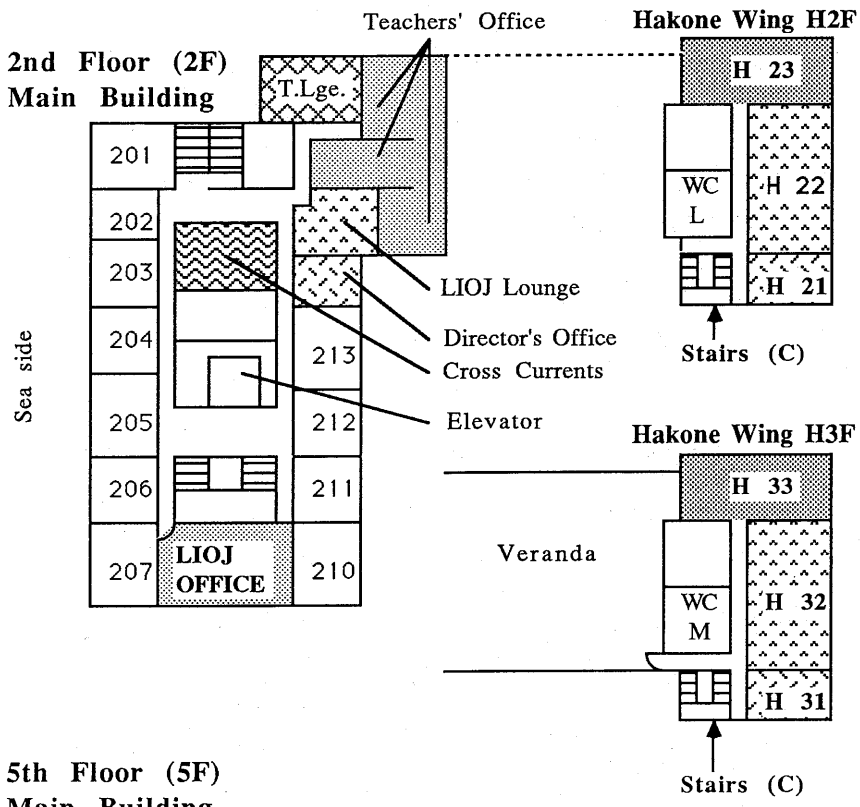 Teachers' Office
Hakone Wing H2F
2nd Floor (2F)
Main Building
T.Lge.
H 23
201
202
203
204
205
206
207
WC
L
H 22
H 21
LIOJ Lounge
Director's Office
Cross Currents
Elevator
Stairs (C)
Sea side
213
212
211
210
LIOJ
OFFICE
Hakone Wing H3F
H 33
Veranda
WC
M
H 32
H 31
Stairs (C)
5th Floor (5F)
Main Building